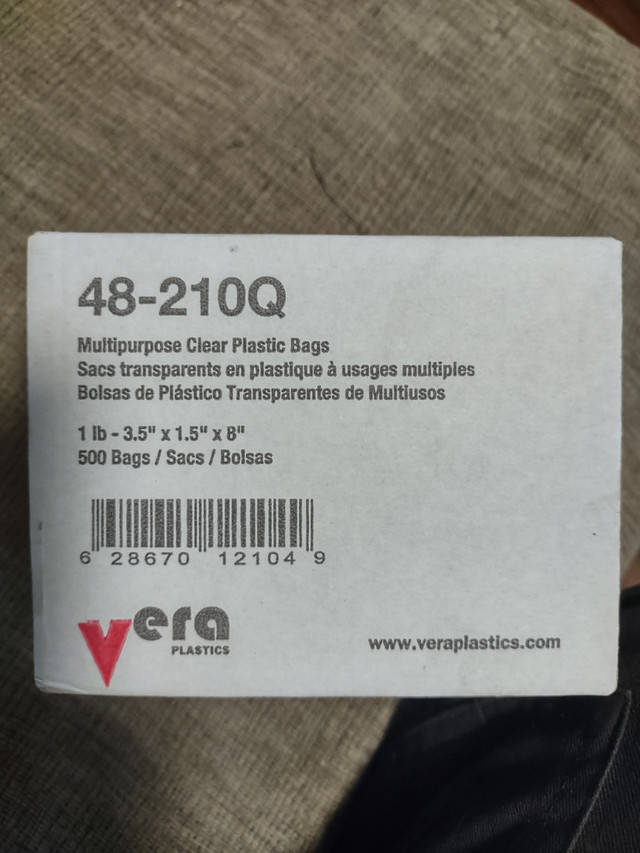 48-210Q
Multipurpose Clear Plastic Bags
Sacs transparents en plastique à usages multiples
Bolsas de Plástico Transparentes de Multiusos
1 lb - 3.5" x 1.5" x 8"
500 Bags / Sacs / Bolsas
6 28670 12104 9
vera
PLASTICS
www.veraplastics.com